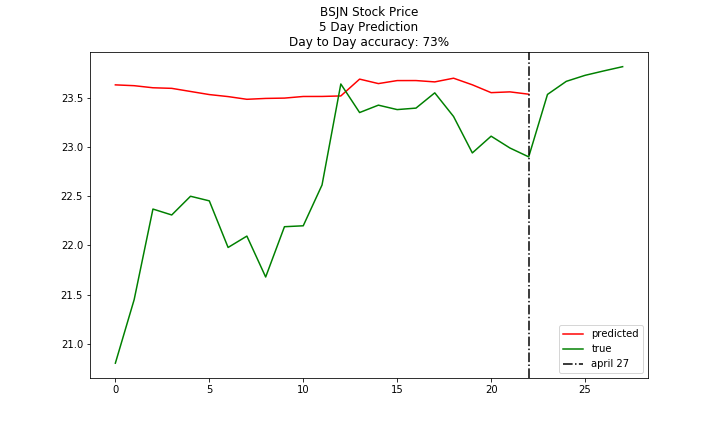 BSJN Stock Price
5 Day Prediction
Day to Day accuracy: 73%
23.5
23.0
22.5
22.0
21.5
21.0
0
5
10
15
20
25
predicted
true
april 27